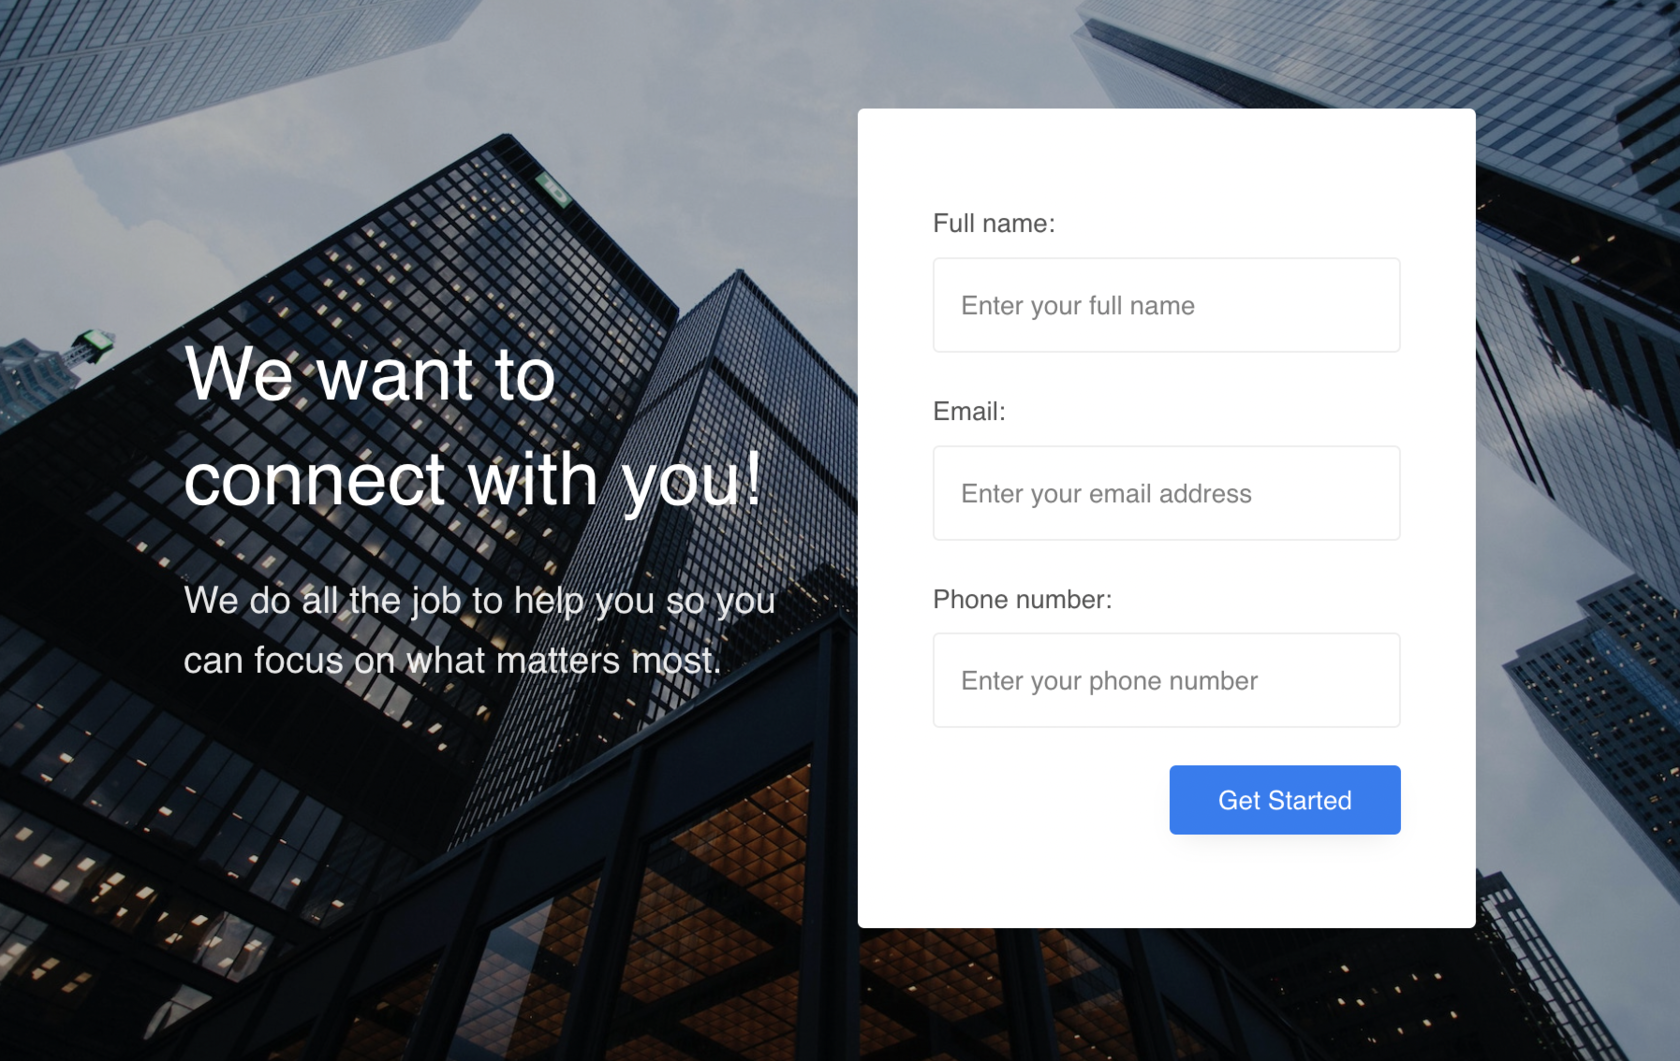 We want to
connect with you!
We do all the job to help you so you
can focus on what matters most.
Full name:
Enter your full name
Email:
Enter your email address
Phone number:
Enter your phone number
Get Started
TD